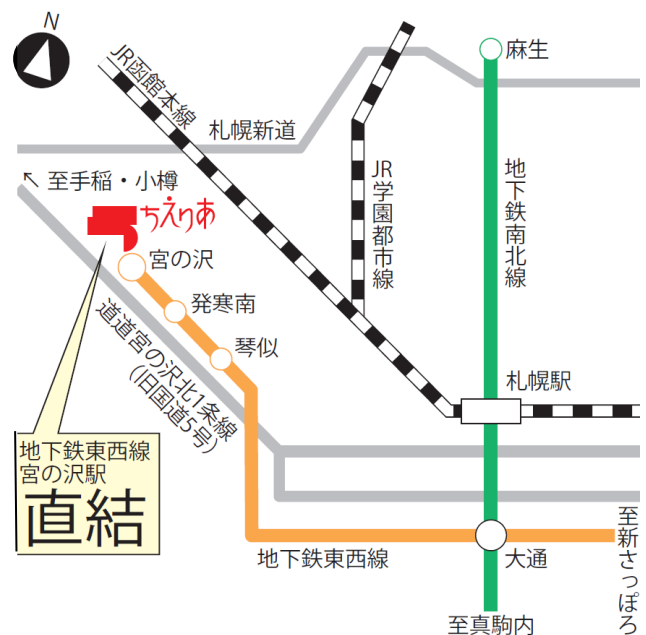 N
麻生
JR函館本線
札幌新道
JR学園都市線
地下鉄南北線
↖ 至手稲・小樽
ちえりあ
宮の沢
発寒南
琴似
道道宮の沢北1条線
(旧国道5号)
札幌駅
地下鉄東西線
宮の沢駅
直結
地下鉄東西線
大通
至新さっぽろ
至真駒内